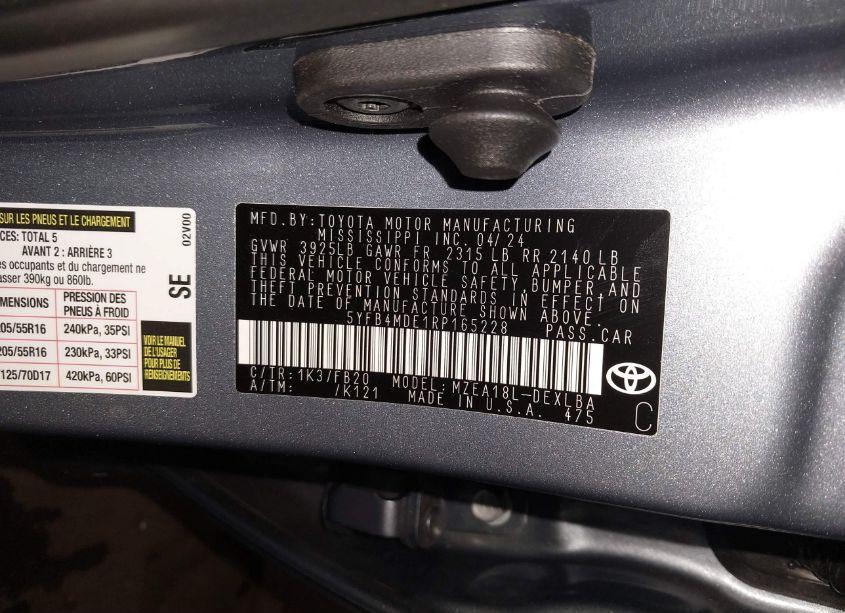 SUR LES PNEUS ET LE CHARGEMENT
CES: TOTAL 5
AVANT 2 : ARRIÈRE 3
es occupants et du chargement ne
asser 390kg ou 860lb.
MENSIONS PRESSION DES PNEUS À FROID
205/55R16 240kPa, 35PSI
205/55R16 230kPa, 33PSI
125/70D17 420kPa, 60PSI
VOIR LE MANUEL
DE L'USAGER
POUR PLUS DE
RENSEIGNEMENTS
02V00
SE
MFD.BY:TOYOTA MOTOR MANUFACTURING
MISSISSIPPI, INC. 04/24
GVWR 3925LB GAWR FR 2315 LB RR 2140 LB
THIS VEHICLE CONFORMS TO ALL APPLICABLE
FEDERAL MOTOR VEHICLE SAFETY, BUMPER, AND
THEFT PREVENTION STANDARDS IN EFFECT ON
THE DATE OF MANUFACTURE SHOWN ABOVE.
5YFB4MDE1RP165228 PASS.CAR
C/TR:1K3/FB20 MODEL: MZEA18L-DEXLBA
A/TM: /K121 MADE IN U.S.A. 475
C